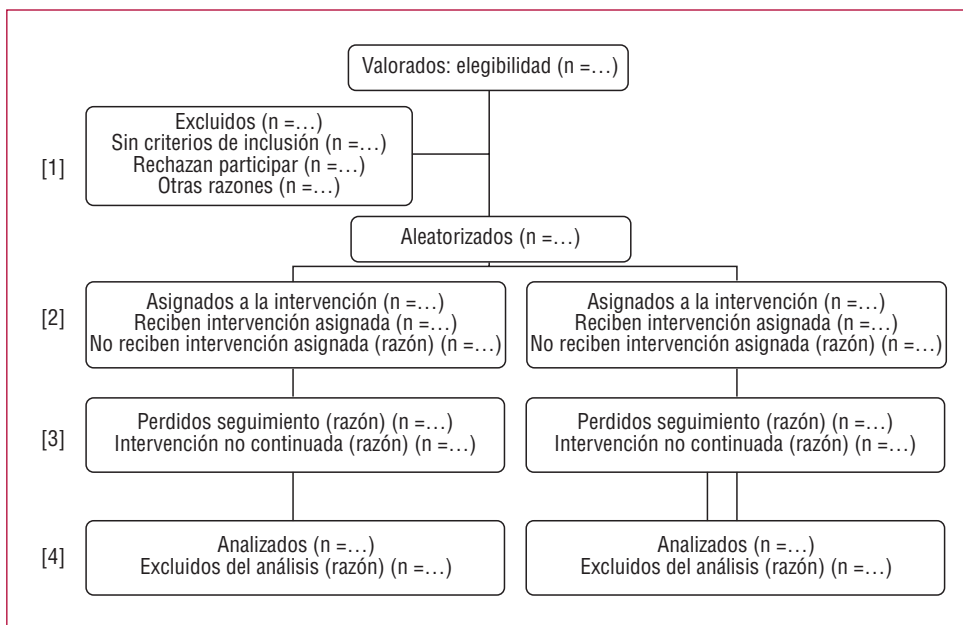 Valorados: elegibilidad (n =…)
[1]
Excluidos (n =…)
Sin criterios de inclusión (n =…)
Rechazan participar (n =…)
Otras razones (n =…)
Aleatorizados (n =…)
[2]
Asignados a la intervención (n =…)
Reciben intervención asignada (n =…)
No reciben intervención asignada (razón) (n =…)
Asignados a la intervención (n =…)
Reciben intervención asignada (n =…)
No reciben intervención asignada (razón) (n =…)
[3]
Perdidos seguimiento (razón) (n =…)
Intervención no continuada (razón) (n =…)
Perdidos seguimiento (razón) (n =…)
Intervención no continuada (razón) (n =…)
[4]
Analizados (n =…)
Excluidos del análisis (razón) (n =…)
Analizados (n =…)
Excluidos del análisis (razón) (n =…)